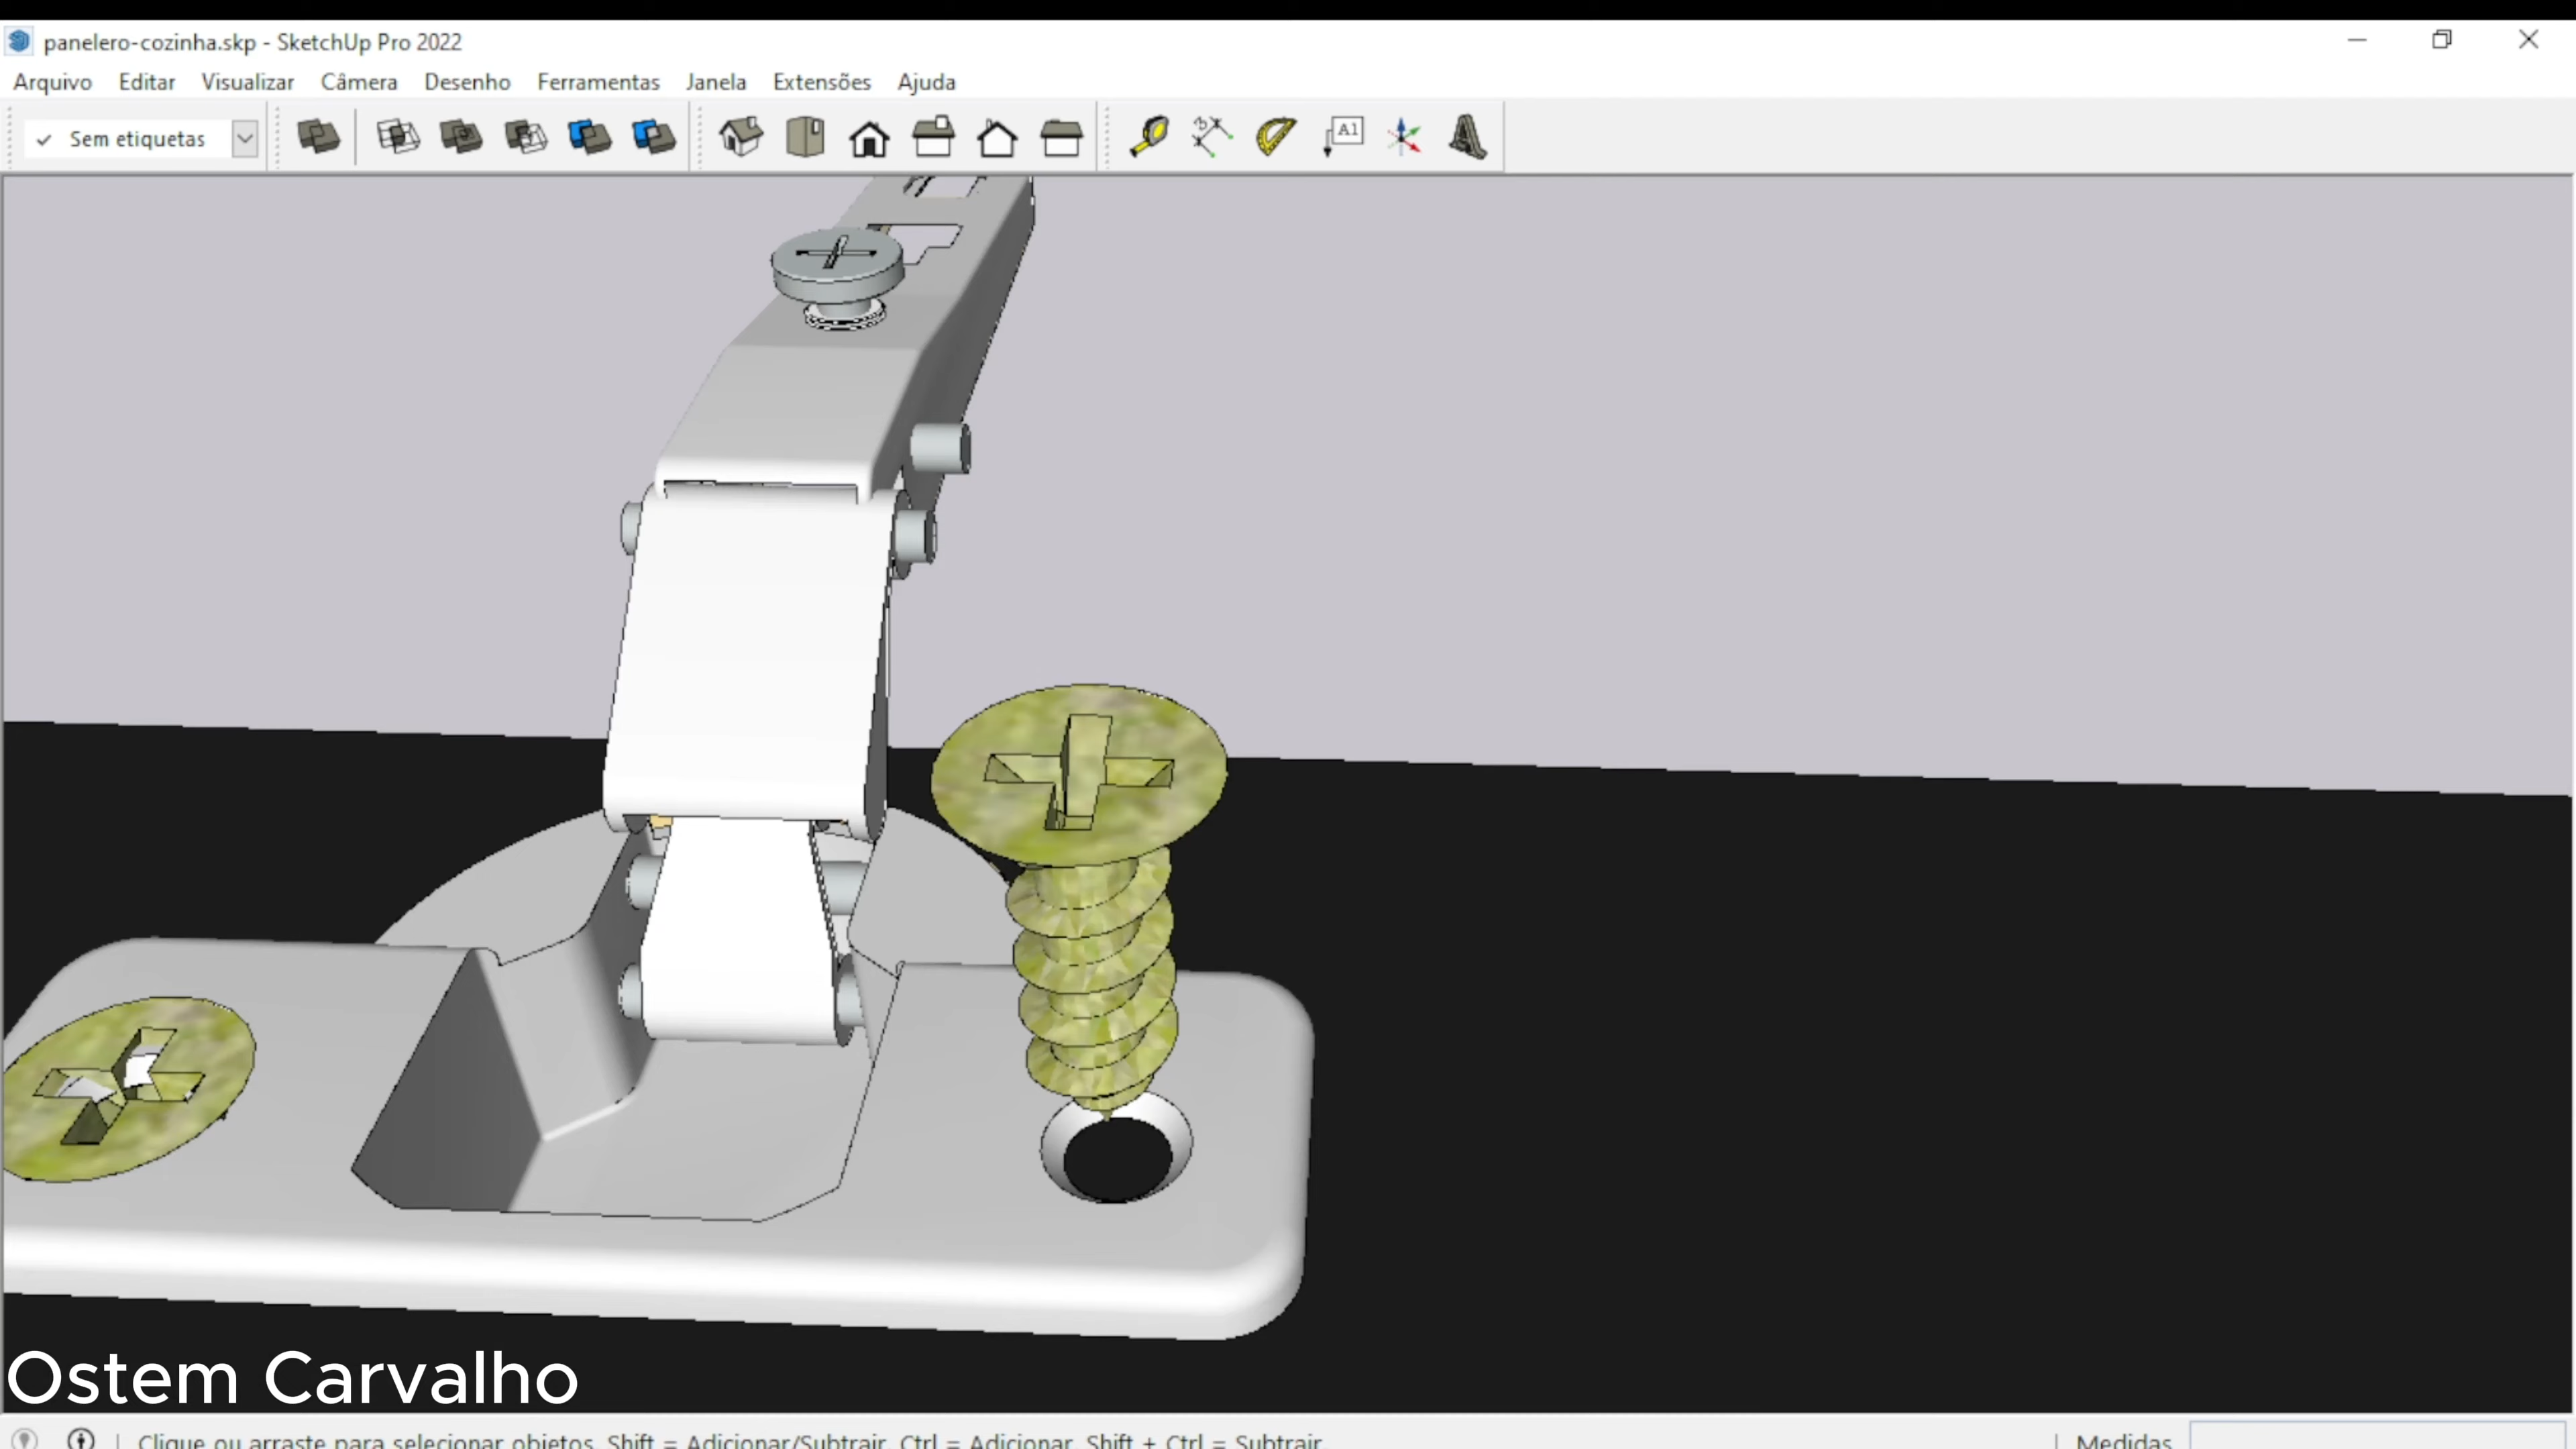 panelero-cozinha.skp - SketchUp Pro 2022
Arquivo Editar Visualizar Câmera Desenho Ferramentas Janela Extensões Ajuda
✓ Sem etiquetas
3
A1
Ostem Carvalho
Clique ou arraste para selecionar objetos. Shift = Adicionar/Subtrair. Ctrl = Adicionar. Shift + Ctrl = Subtrair. | Medidas